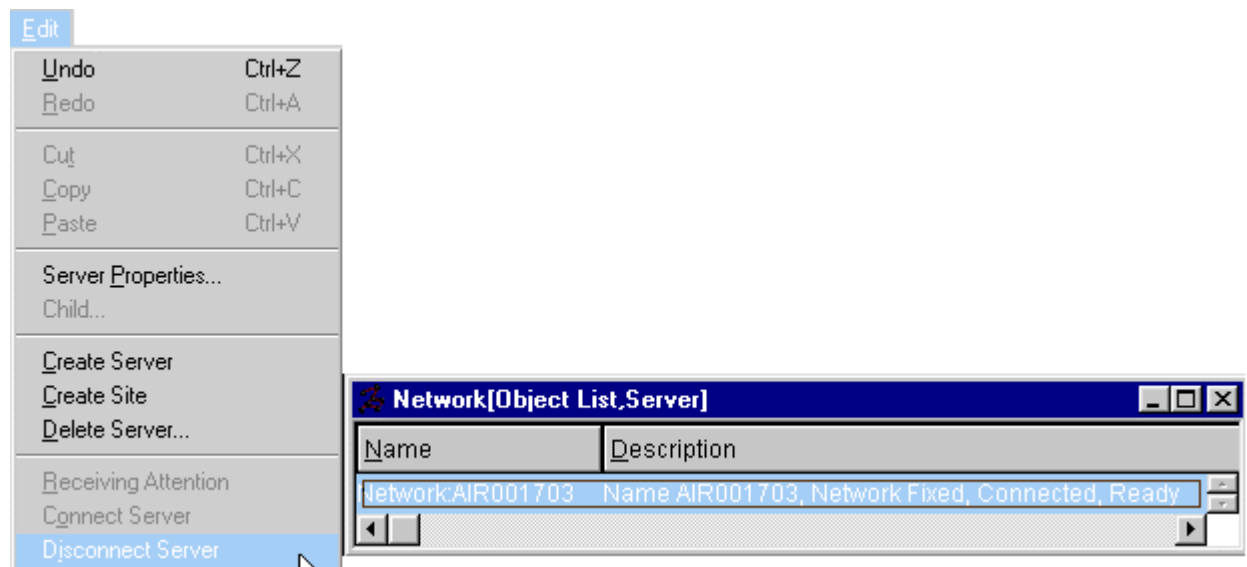 Edit
Undo Ctrl+Z
Redo Ctrl+A
Cut Ctrl+X
Copy Ctrl+C
Paste Ctrl+V
Server Properties...
Child...
Create Server
Create Site
Delete Server...
Receiving Attention
Connect Server
Disconnect Server
Network[Object List,Server]
Name Description
Network:AIR001703 Name AIR001703, Network Fixed, Connected, Ready